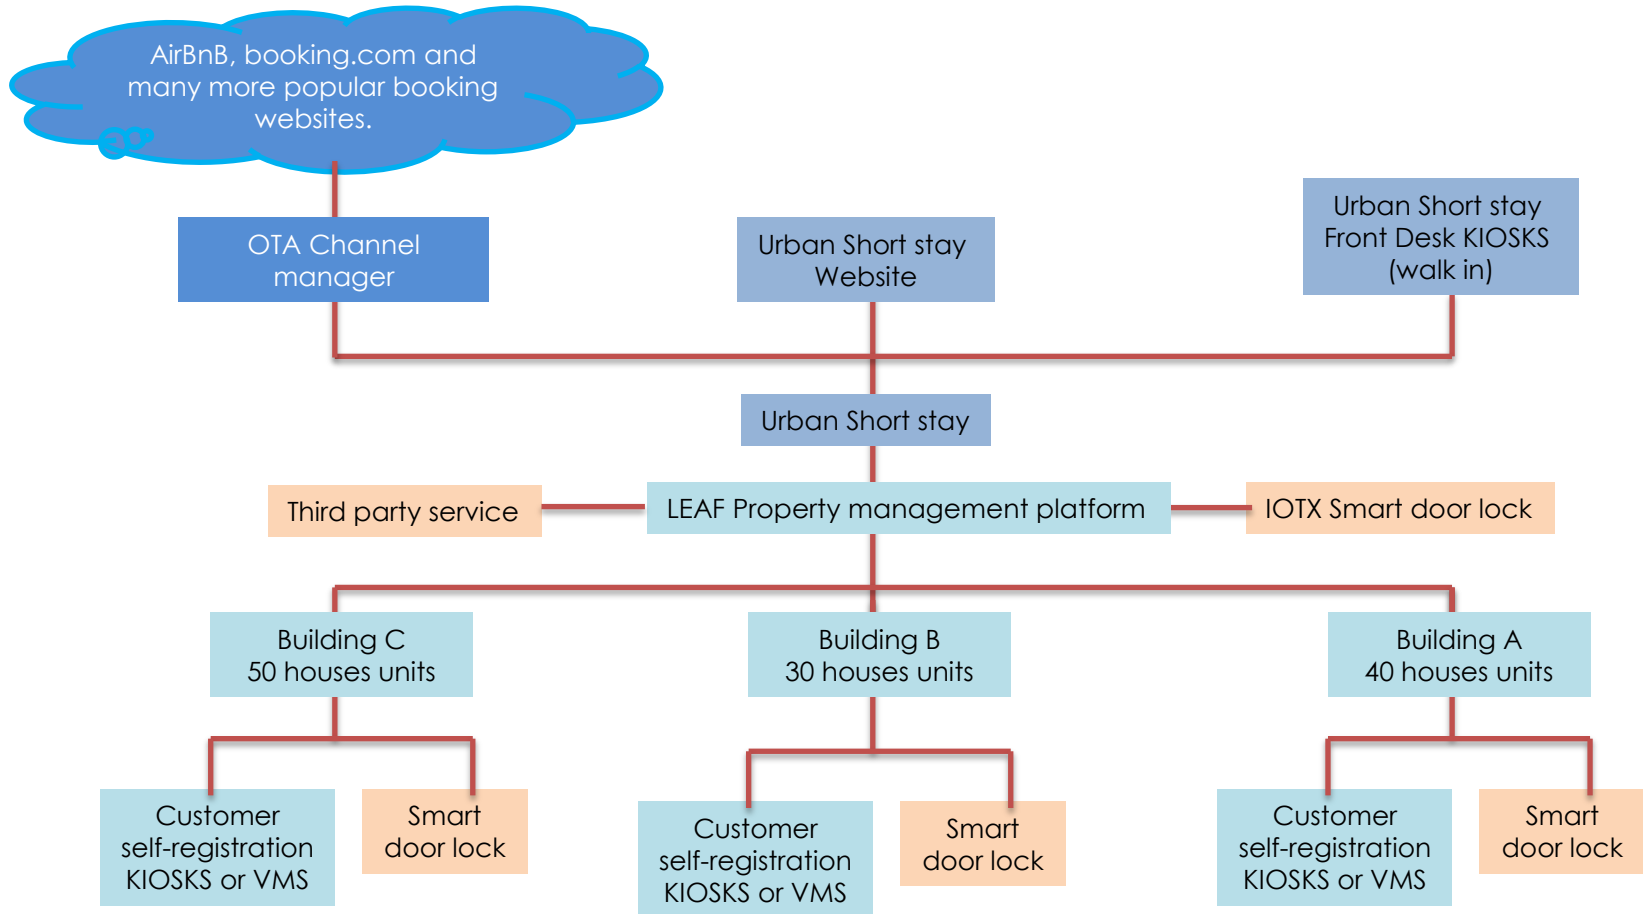 AirBnB, booking.com and
many more popular booking
websites.
OTA Channel
manager
Urban Short stay
Website
Urban Short stay
Front Desk KIOSKS
(walk in)
Urban Short stay
Third party service
LEAF Property management platform
IOTX Smart door lock
Building C
50 houses units
Building B
30 houses units
Building A
40 houses units
Customer
self-registration
KIOSKS or VMS
Smart
door lock
Customer
self-registration
KIOSKS or VMS
Smart
door lock
Customer
self-registration
KIOSKS or VMS
Smart
door lock